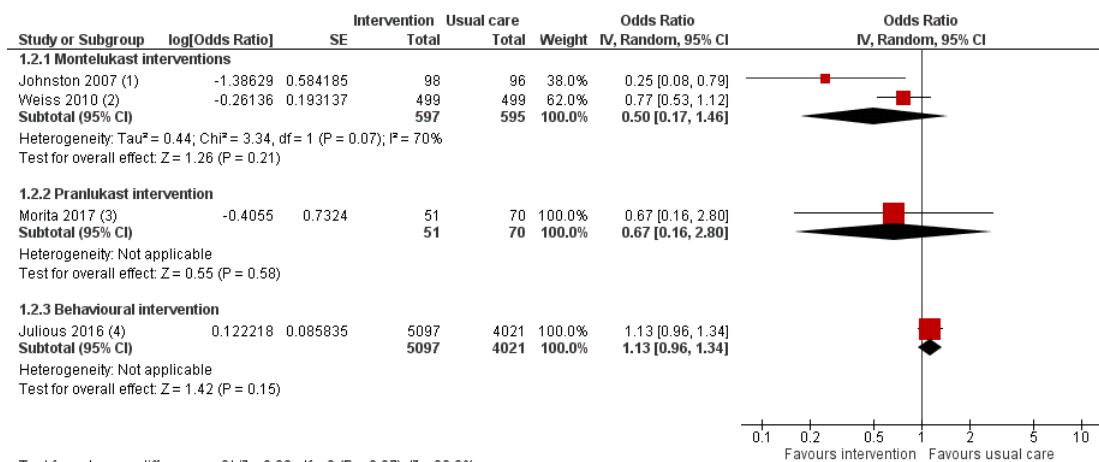 Intervention Usual care Odds Ratio Odds Ratio
Study or Subgroup log[Odds Ratio] SE Total Total Weight IV, Random, 95% CI IV, Random, 95% CI
1.2.1 Montelukast interventions
Johnston 2007 (1) -1.38629 0.584185 98 96 38.0% 0.25 [0.08, 0.79]
Weiss 2010 (2) -0.26136 0.193137 499 499 62.0% 0.77 [0.53, 1.12]
Subtotal (95% CI) 597 595 100.0% 0.50 [0.17, 1.46]
Heterogeneity: Tau² = 0.44; Chi² = 3.34, df = 1 (P = 0.07); I² = 70%
Test for overall effect: Z = 1.26 (P = 0.21)
1.2.2 Pranlukast intervention
Morita 2017 (3) -0.4055 0.7324 51 70 100.0% 0.67 [0.16, 2.80]
Subtotal (95% CI) 51 70 100.0% 0.67 [0.16, 2.80]
Heterogeneity: Not applicable
Test for overall effect: Z = 0.55 (P = 0.58)
1.2.3 Behavioural intervention
Julious 2016 (4) 0.122218 0.085835 5097 4021 100.0% 1.13 [0.96, 1.34]
Subtotal (95% CI) 5097 4021 100.0% 1.13 [0.96, 1.34]
Heterogeneity: Not applicable
Test for overall effect: Z = 1.42 (P = 0.15)
0.1 0.2 0.5 1 2 5 10
Favours intervention Favours usual care